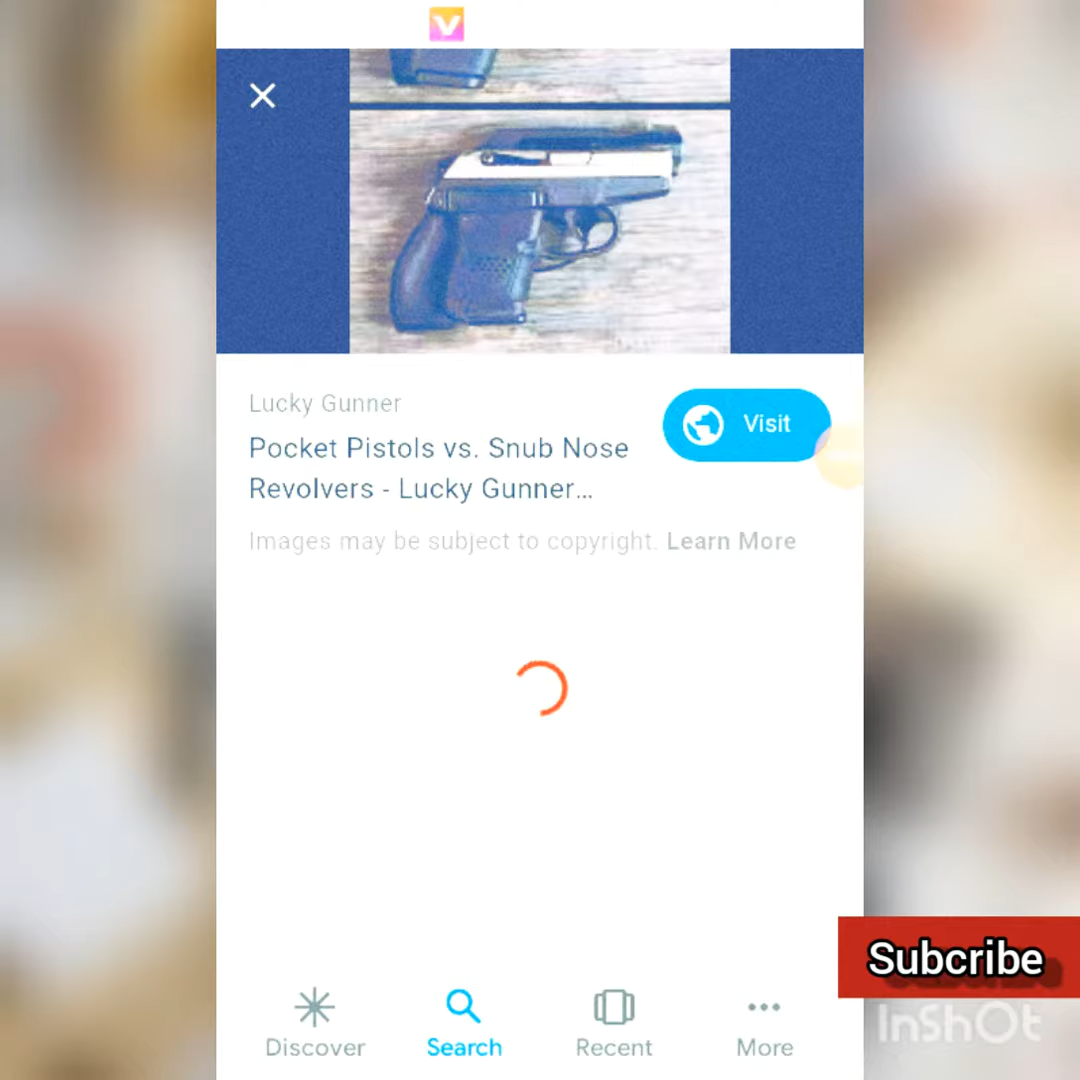 V
Lucky Gunner
Visit
Pocket Pistols vs. Snub Nose
Revolvers - Lucky Gunner...
Images may be subject to copyright. Learn More
Subcribe
InShOt
Discover
Search
Recent
More